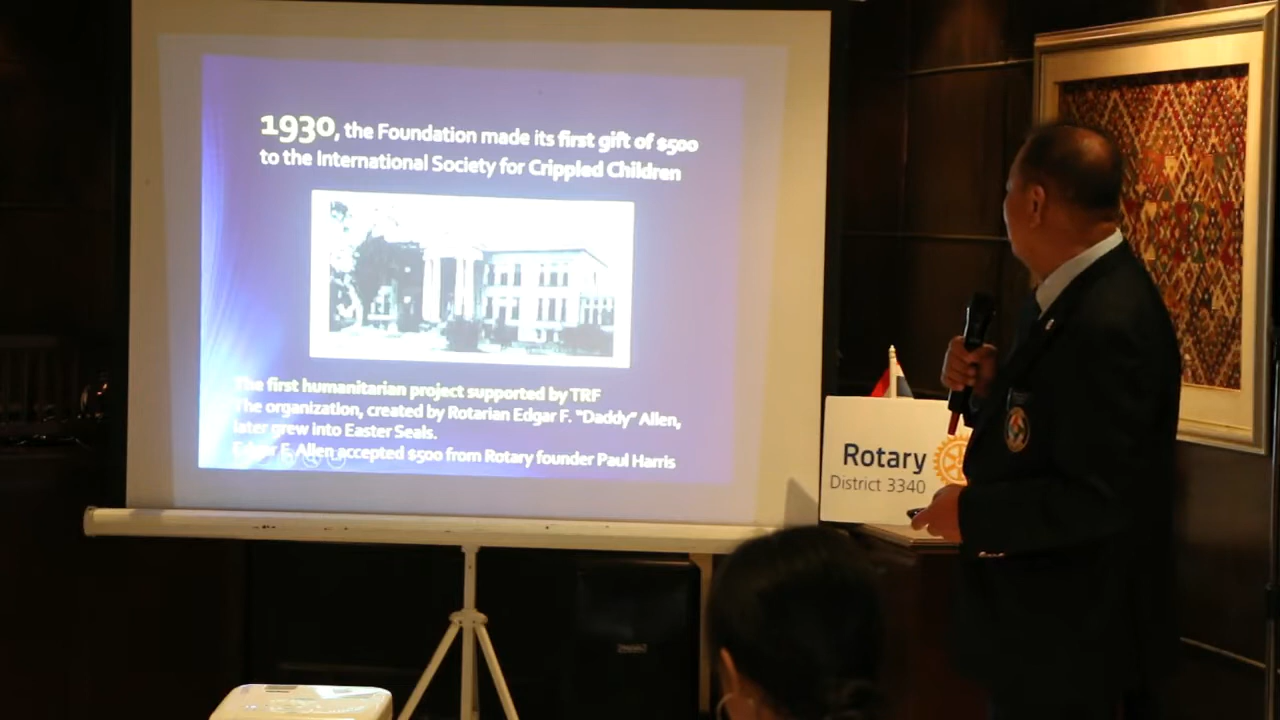 1930, the Foundation made its first gift of $500
to the International Society for Crippled Children
The first humanitarian project supported by TRF
The organization, created by Rotarian Edgar F. "Daddy" Allen,
later grew into Easter Seals.
Edgar F. Allen accepted $500 from Rotary founder Paul Harris
Rotary
District 3340